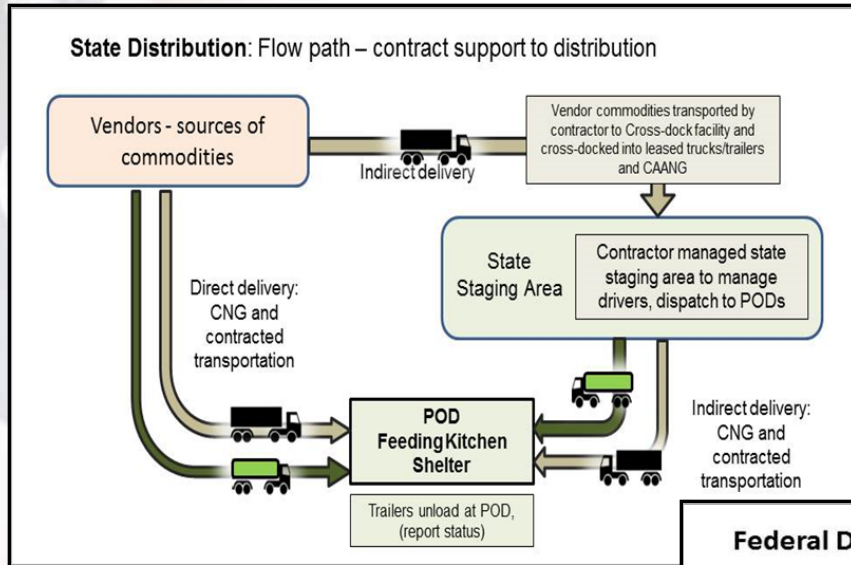 State Distribution: Flow path – contract support to distribution
Vendors - sources of
commodities
Indirect delivery
Vendor commodities transported by
contractor to Cross-dock facility and
cross-docked into leased trucks/trailers
and CAANG
State
Staging Area
Contractor managed state
staging area to manage
drivers, dispatch to PODs
Direct delivery:
CNG and
contracted
transportation
POD
Feeding Kitchen
Shelter
Indirect delivery:
CNG and
contracted
transportation
Trailers unload at POD,
(report status)
Federal D